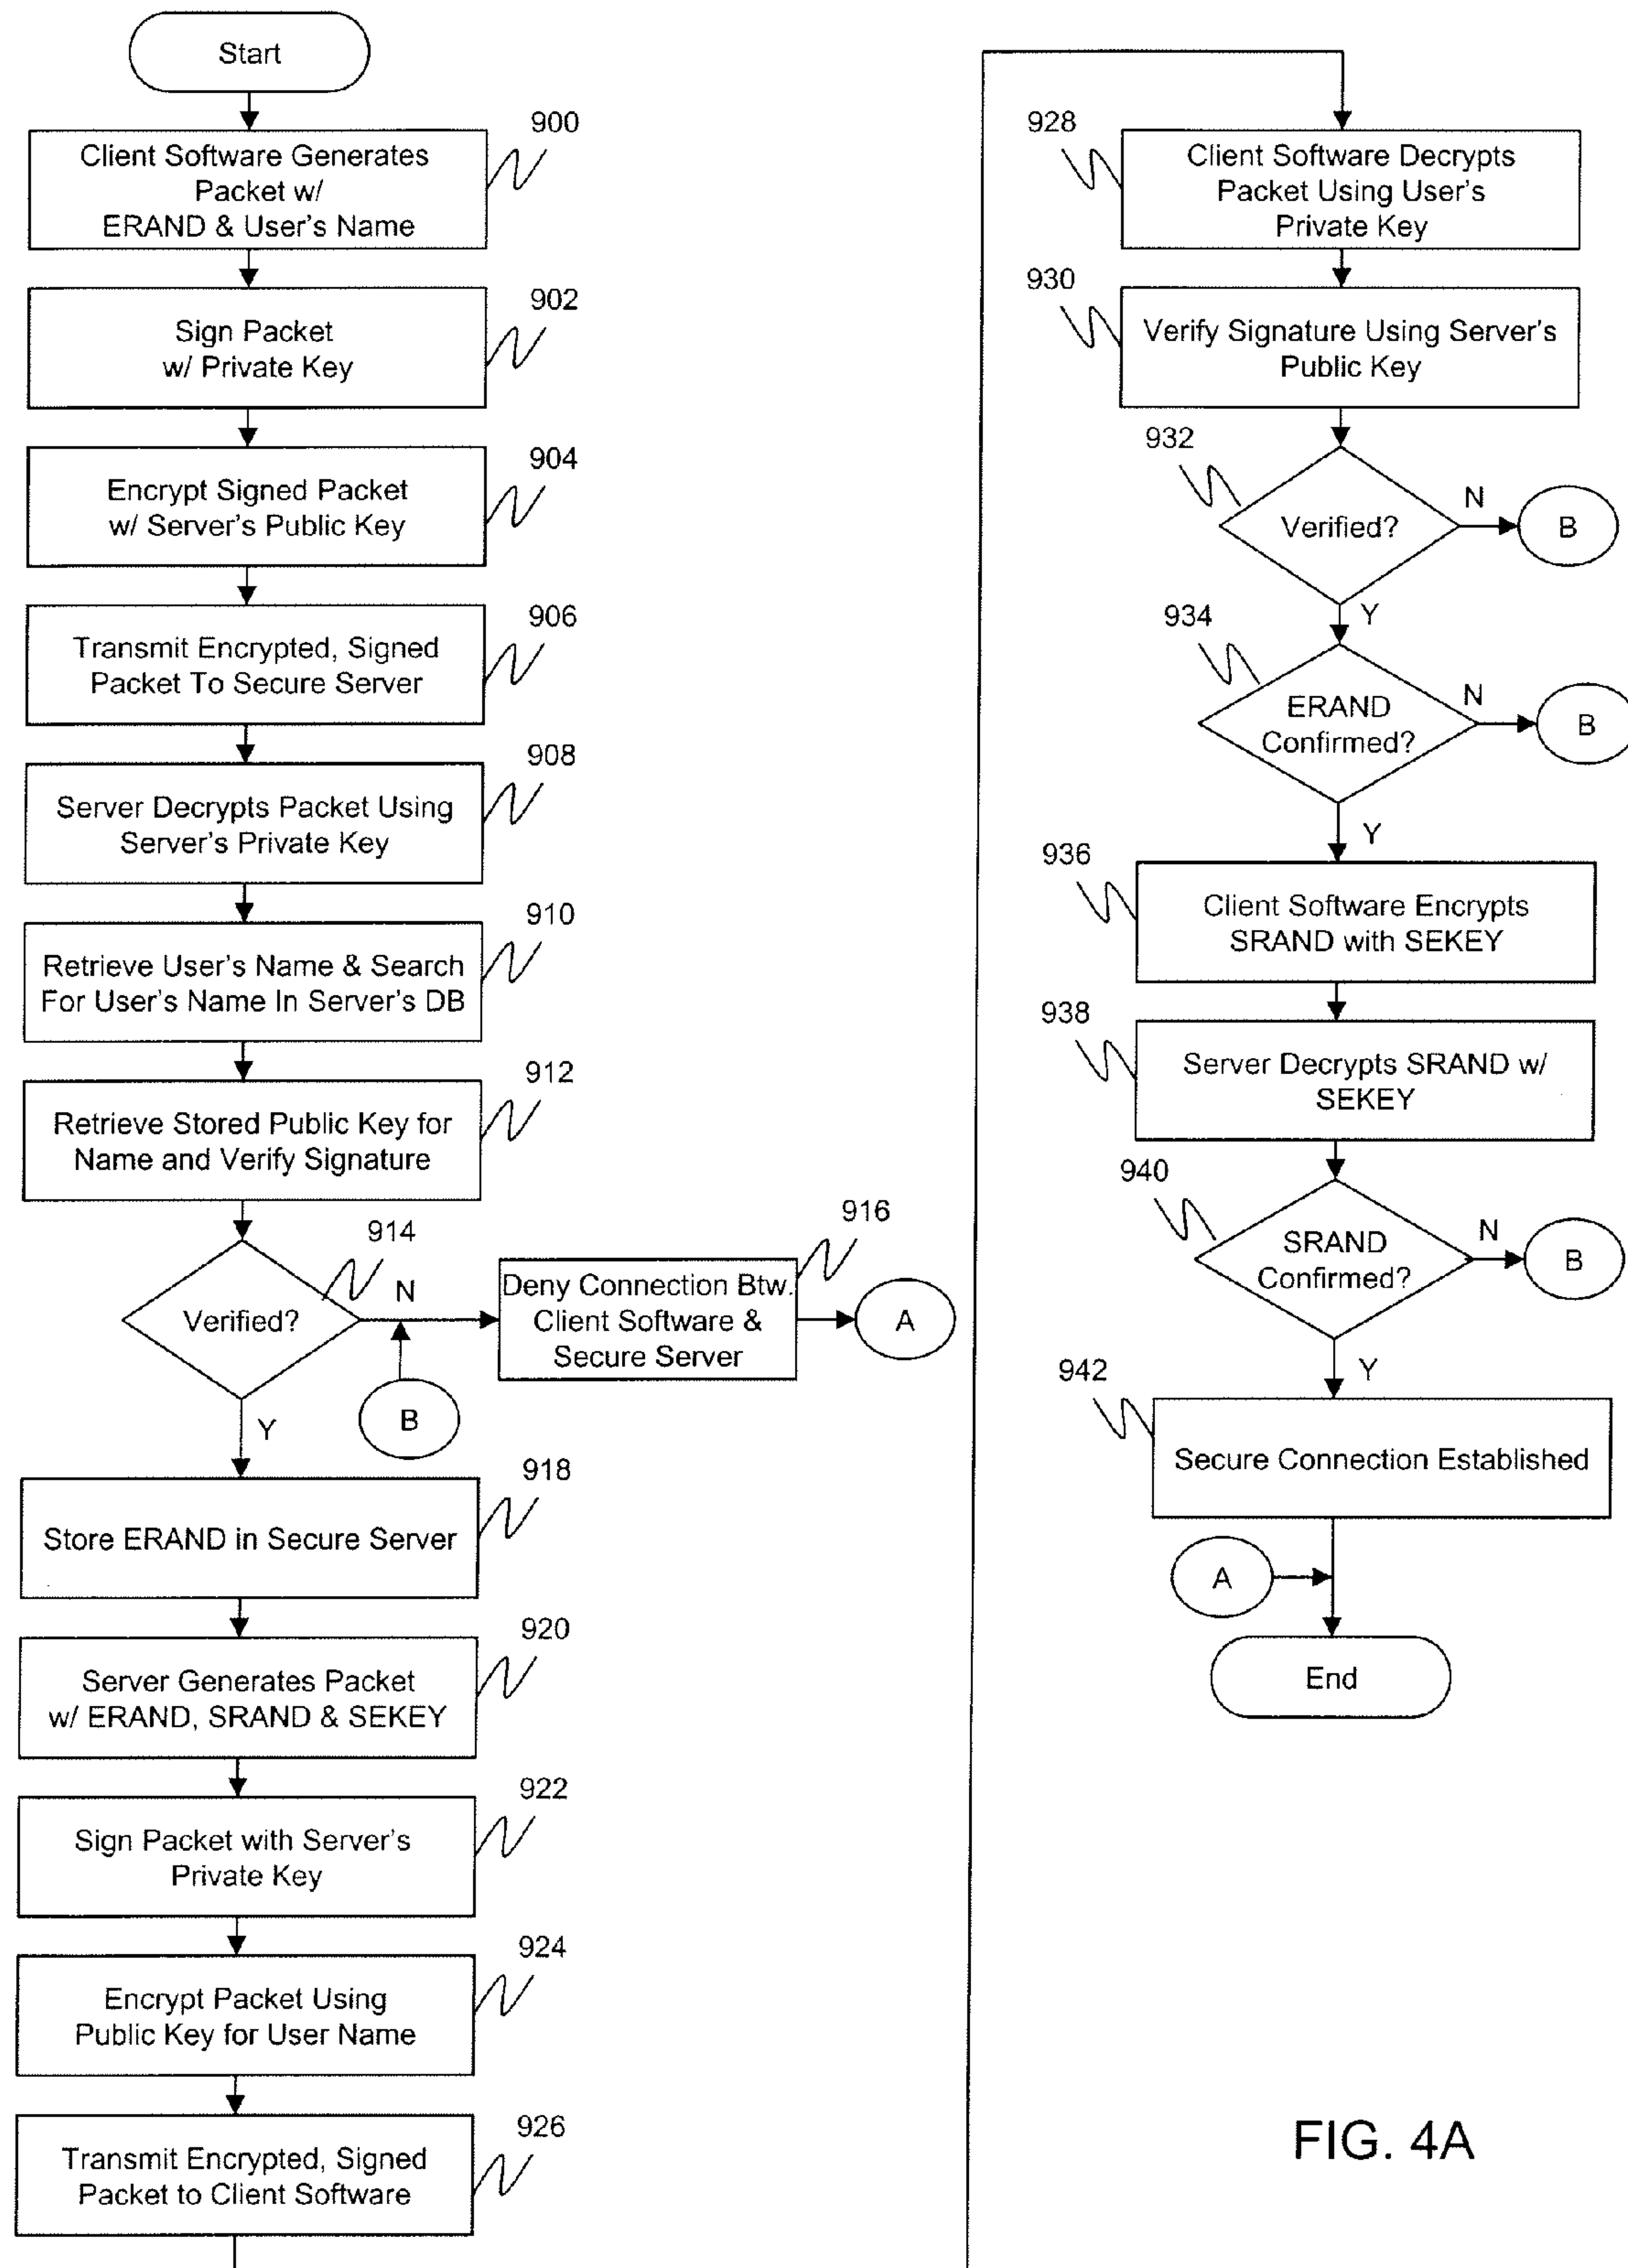 Start
900
Client Software Generates
Packet w/
ERAND & User's Name
902
Sign Packet
w/ Private Key
904
Encrypt Signed Packet
w/ Server's Public Key
906
Transmit Encrypted, Signed
Packet To Secure Server
908
Server Decrypts Packet Using
Server's Private Key
910
Retrieve User's Name & Search
For User's Name In Server's DB
912
Retrieve Stored Public Key for
Name and Verify Signature
914
Verified?
N
B
Y
916
Deny Connection Btw.
Client Software &
Secure Server
A
918
Store ERAND in Secure Server
920
Server Generates Packet
w/ ERAND, SRAND & SEKEY
922
Sign Packet with Server's
Private Key
924
Encrypt Packet Using
Public Key for User Name
926
Transmit Encrypted, Signed
Packet to Client Software
928
Client Software Decrypts
Packet Using User's
Private Key
930
Verify Signature Using Server's
Public Key
932
Verified?
N
B
Y
934
ERAND
Confirmed?
N
B
Y
936
Client Software Encrypts
SRAND with SEKEY
938
Server Decrypts SRAND w/
SEKEY
940
SRAND
Confirmed?
N
B
Y
942
Secure Connection Established
A
End
FIG. 4A